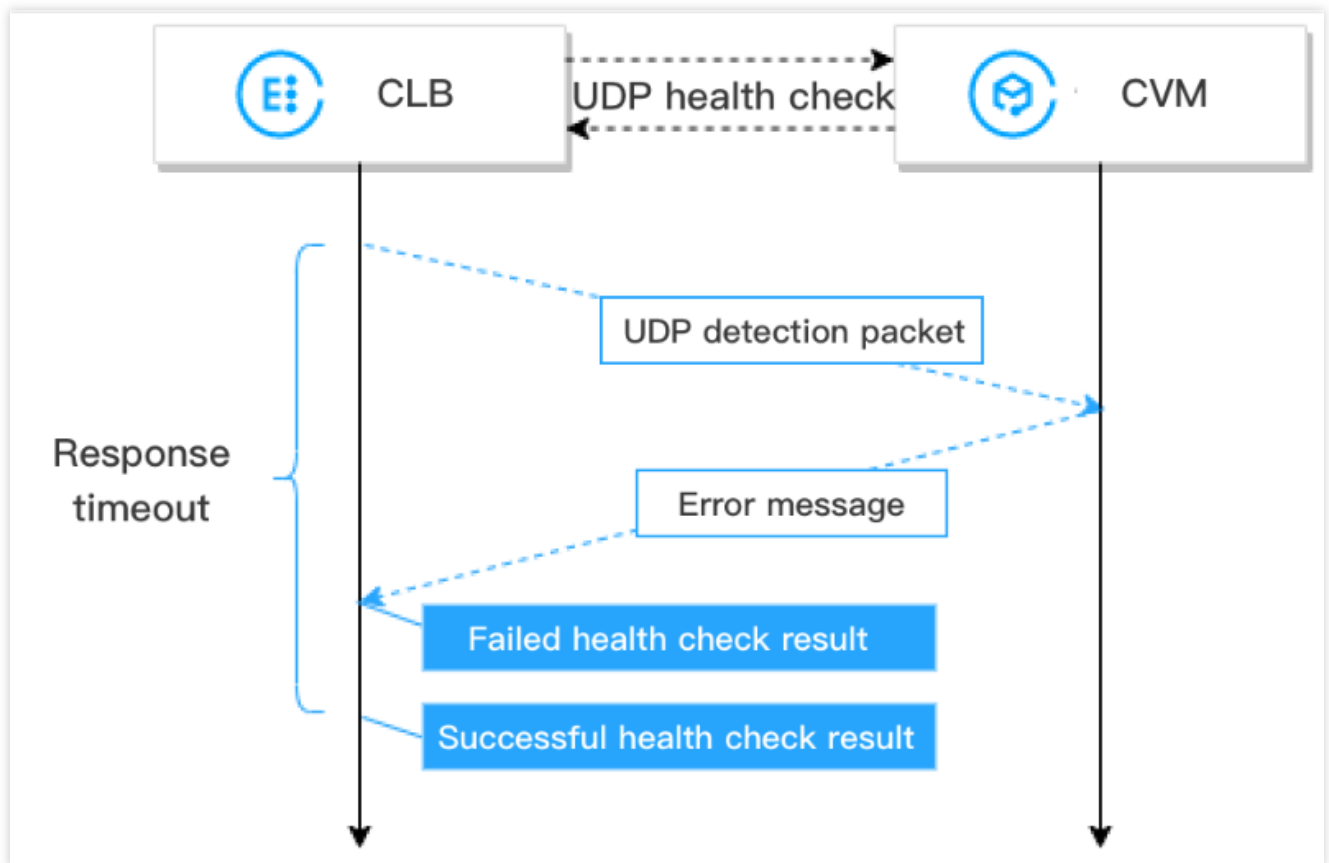 CLB
UDP health check
CVM
UDP detection packet
Response
timeout
Error message
Failed health check result
Successful health check result